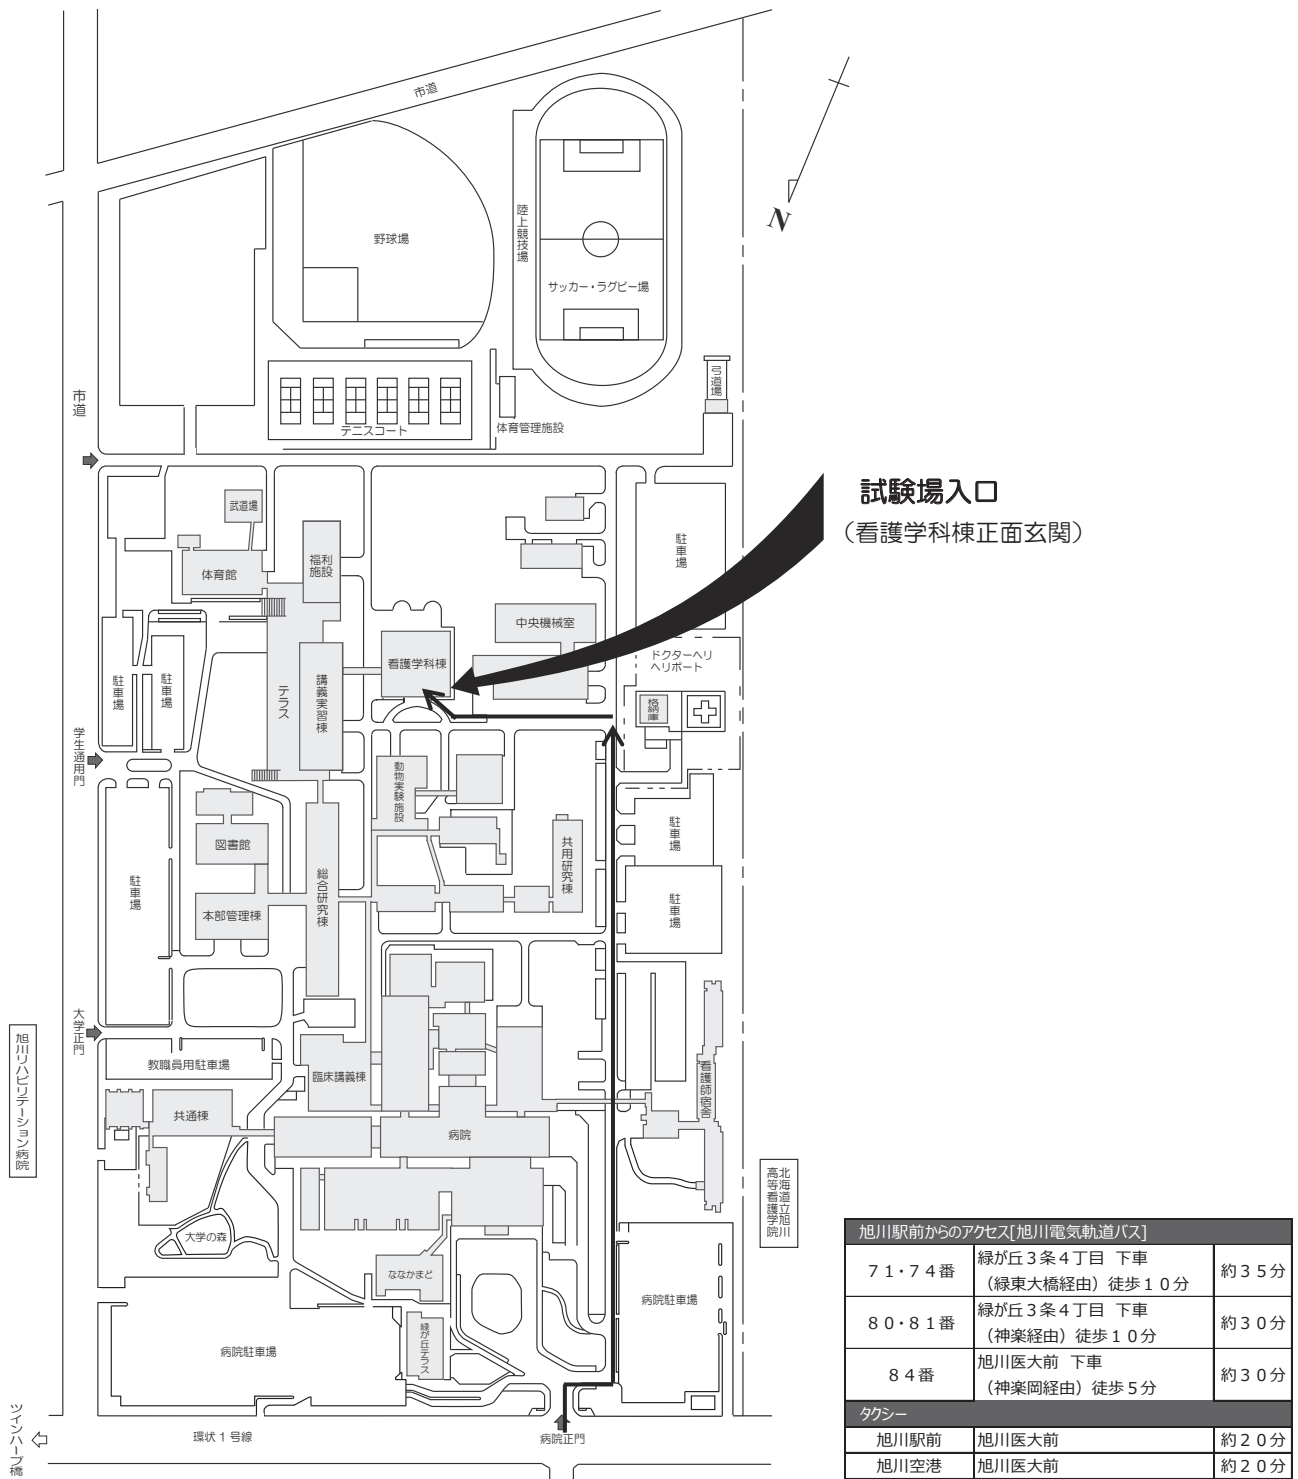 市道
野球場
陸上競技場
サッカー・ラグビー場
N
市道
弓道場
テニスコート
体育管理施設
試験場入口
（看護学科棟正面玄関）
武道場
体育館
福利
施設
駐車場
中央機械室
看護学科棟
ドクターヘリ
ヘリポート
駐車場
駐車場
テラス
講義実習棟
格納庫
学生通用門
動物実験施設
図書館
共用研究棟
駐車場
駐車場
総合研究棟
駐車場
本部管理棟
大学正門
旭川リハビリテーション病院
教職員用駐車場
臨床講義棟
看護師宿舎
共通棟
病院
北海道立旭川
高等看護学院
大学の森
ななかまど
病院駐車場
緑が丘テラス
病院駐車場
ツインハープ橋
環状１号線
病院正門
旭川駅前からのアクセス[旭川電気軌道バス]
７１・７４番 緑が丘３条４丁目 下車 約３５分
（緑東大橋経由）徒歩１０分
８０・８１番 緑が丘３条４丁目 下車 約３０分
（神楽経由）徒歩１０分
８４番 旭川医大前 下車 約３０分
（神楽岡経由）徒歩５分
タクシー
旭川駅前 旭川医大前 約２０分
旭川空港 旭川医大前 約２０分